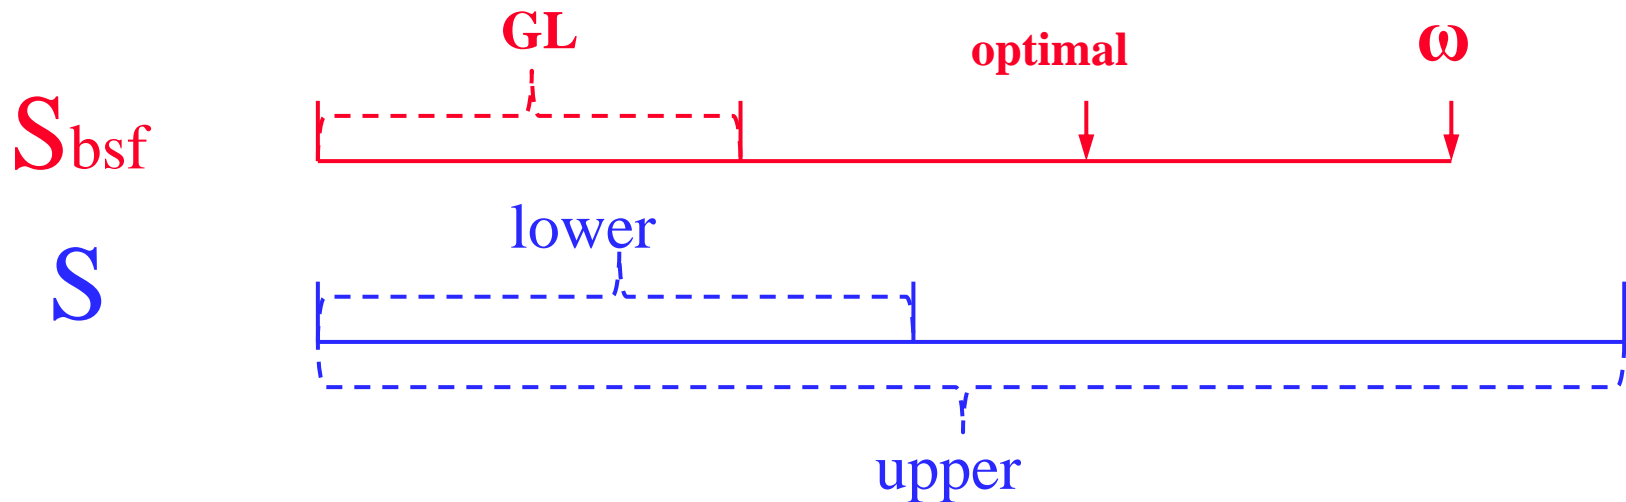 GL
optimal
ω
Sbsf
lower
S
upper